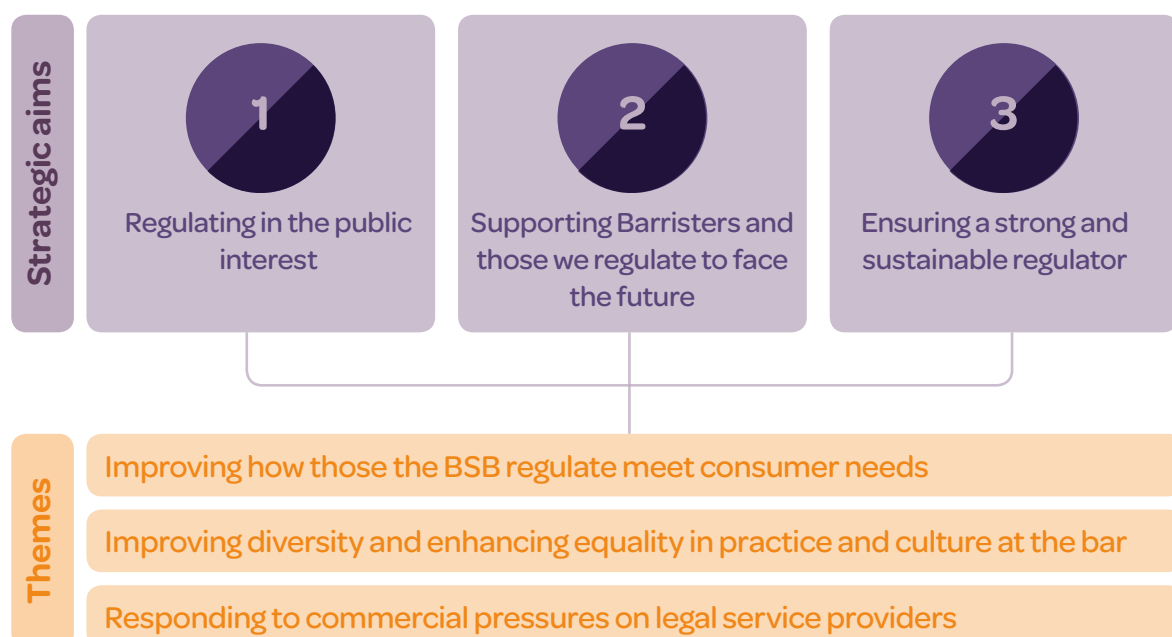 Strategic aims
1
Regulating in the public
interest
2
Supporting Barristers and
those we regulate to face
the future
3
Ensuring a strong and
sustainable regulator
Themes
Improving how those the BSB regulate meet consumer needs
Improving diversity and enhancing equality in practice and culture at the bar
Responding to commercial pressures on legal service providers